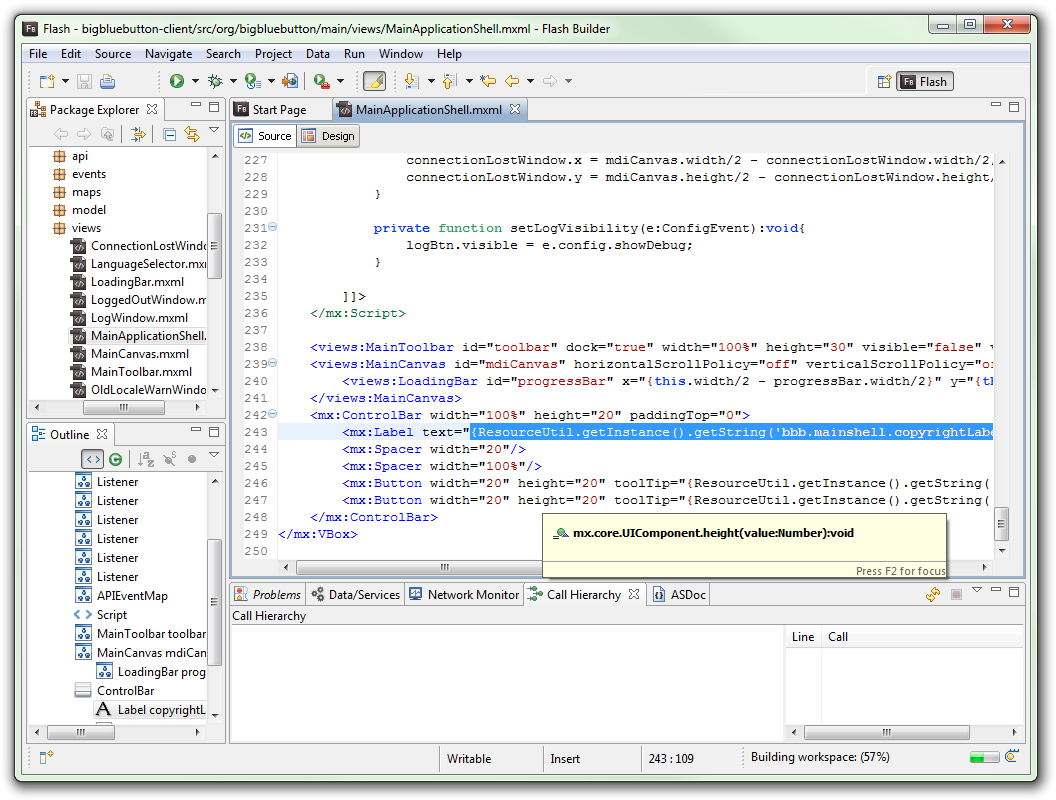 Fb Flash - bigbluebutton-client/src/org/bigbluebutton/main/views/MainApplicationShell.mxml - Flash Builder
File Edit Source Navigate Search Project Data Run Window Help
Fb Flash
Package Explorer
api
events
maps
model
views
ConnectionLostWindo
LanguageSelector.mx
LoadingBar.mxml
LoggedOutWindow.m
LogWindow.mxml
MainApplicationShell.
MainCanvas.mxml
MainToolbar.mxml
OldLocaleWarnWindo
Outline
Listener
Listener
Listener
Listener
Listener
Listener
APIEventMap
Script
MainToolbar toolbar
MainCanvas mdiCan
LoadingBar prog
ControlBar
A Label copyrightL
Fb Start Page MainApplicationShell.mxml
Source Design
227 connectionLostWindow.x = mdiCanvas.width/2 - connectionLostWindow.width/2;
228 connectionLostWindow.y = mdiCanvas.height/2 - connectionLostWindow.height/
229 }
230
231 private function setLogVisibility(e:ConfigEvent):void{
232 logBtn.visible = e.config.showDebug;
233 }
234
235 ]]>
236 </mx:Script>
237
238 <views:MainToolbar id="toolbar" dock="true" width="100%" height="30" visible="false" v
239 <views:MainCanvas id="mdiCanvas" horizontalScrollPolicy="off" verticalScrollPolicy="o
240 <views:LoadingBar id="progressBar" x="{this.width/2 - progressBar.width/2}" y="{th
241 </views:MainCanvas>
242 <mx:ControlBar width="100%" height="20" paddingTop="0">
243 <mx:Label text="{ResourceUtil.getInstance().getString('bbb.mainshell.copyrightLabe
244 <mx:Spacer width="20"/>
245 <mx:Spacer width="100%"/>
246 <mx:Button width="20" height="20" toolTip="{ResourceUtil.getInstance().getString(
247 <mx:Button width="20" height="20" toolTip="{ResourceUtil.getInstance().getString(
248 </mx:ControlBar>
249 </mx:VBox>
250
mx.core.UIComponent.height(value:Number):void
Press F2 for focus
Problems Data/Services Network Monitor Call Hierarchy ASDoc
Call Hierarchy
Line Call
Writable Insert 243 : 109 Building workspace: (57%)